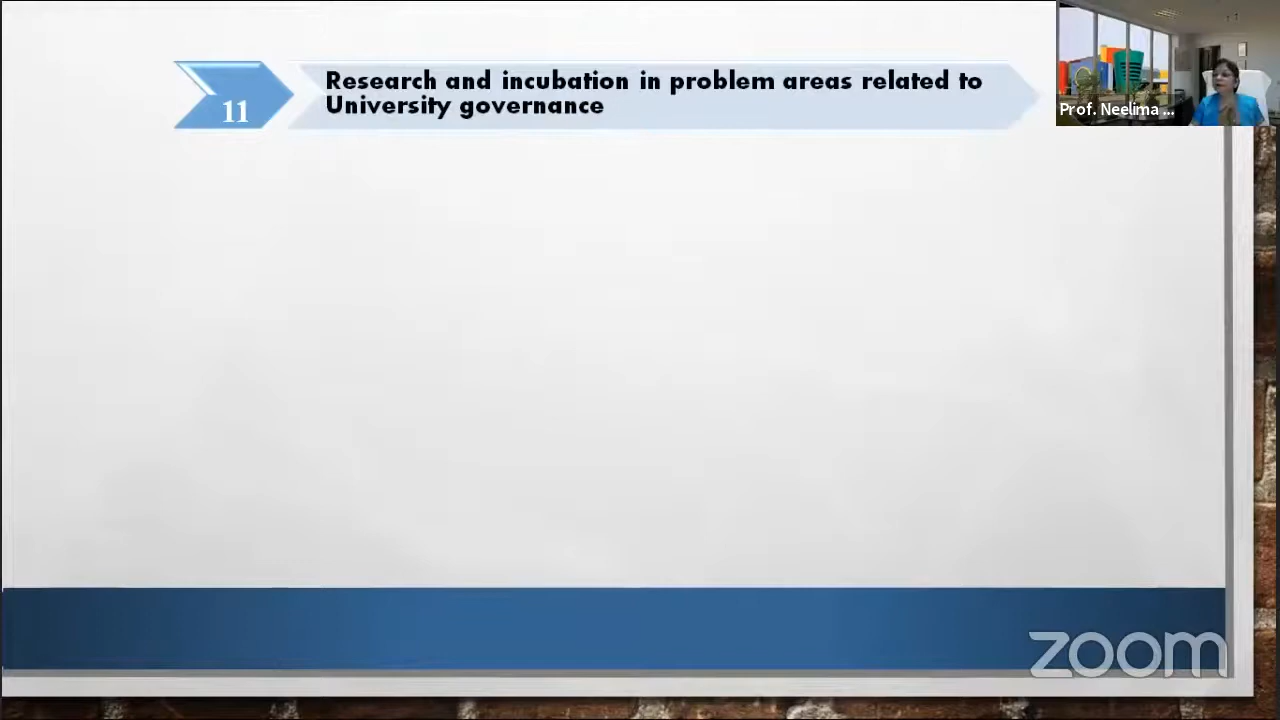 11
Research and incubation in problem areas related to
University governance
Prof. Neelima ...
zoom